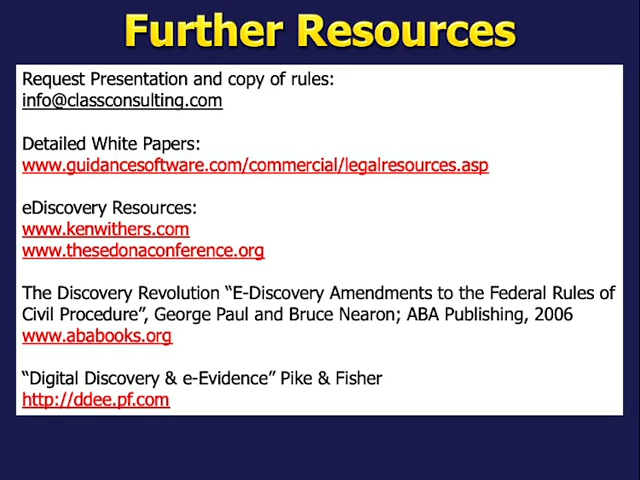 Further Resources
Request Presentation and copy of rules:
info@classconsulting.com
Detailed White Papers:
www.guidancesoftware.com/commercial/legalresources.asp
eDiscovery Resources:
www.kenwithers.com
www.thesedonaconference.org
The Discovery Revolution “E-Discovery Amendments to the Federal Rules of
Civil Procedure”, George Paul and Bruce Nearon; ABA Publishing, 2006
www.ababooks.org
“Digital Discovery & e-Evidence” Pike & Fisher
http://ddee.pf.com